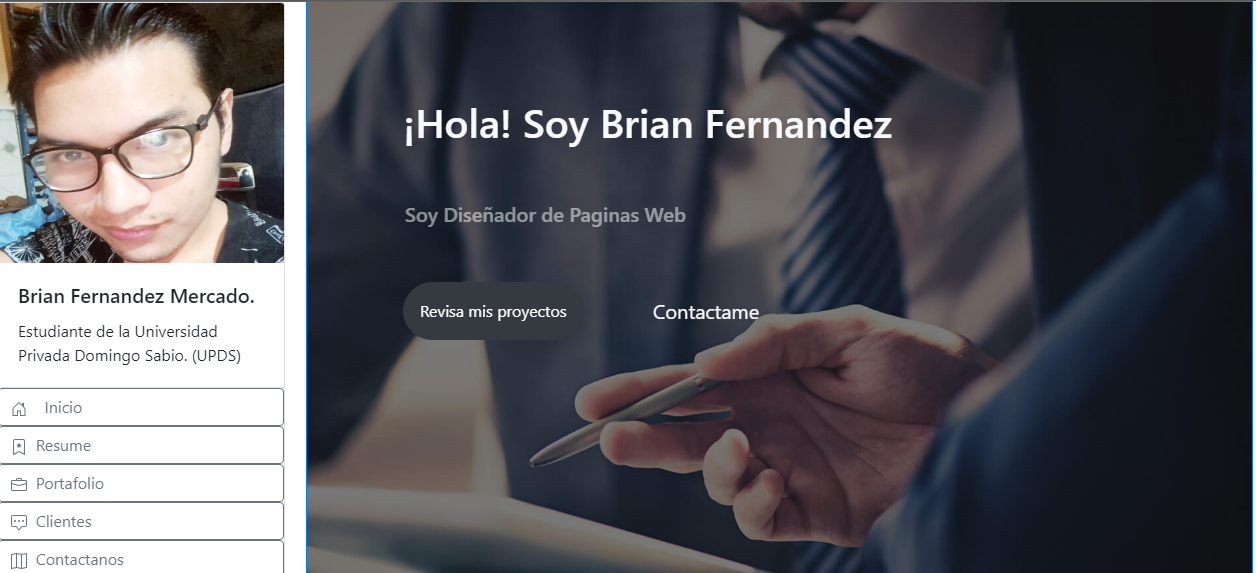 Brian Fernandez Mercado.
Estudiante de la Universidad
Privada Domingo Sabio. (UPDS)
Inicio
Resume
Portafolio
Clientes
Contactanos
¡Hola! Soy Brian Fernandez
Soy Diseñador de Paginas Web
Revisa mis proyectos
Contactame